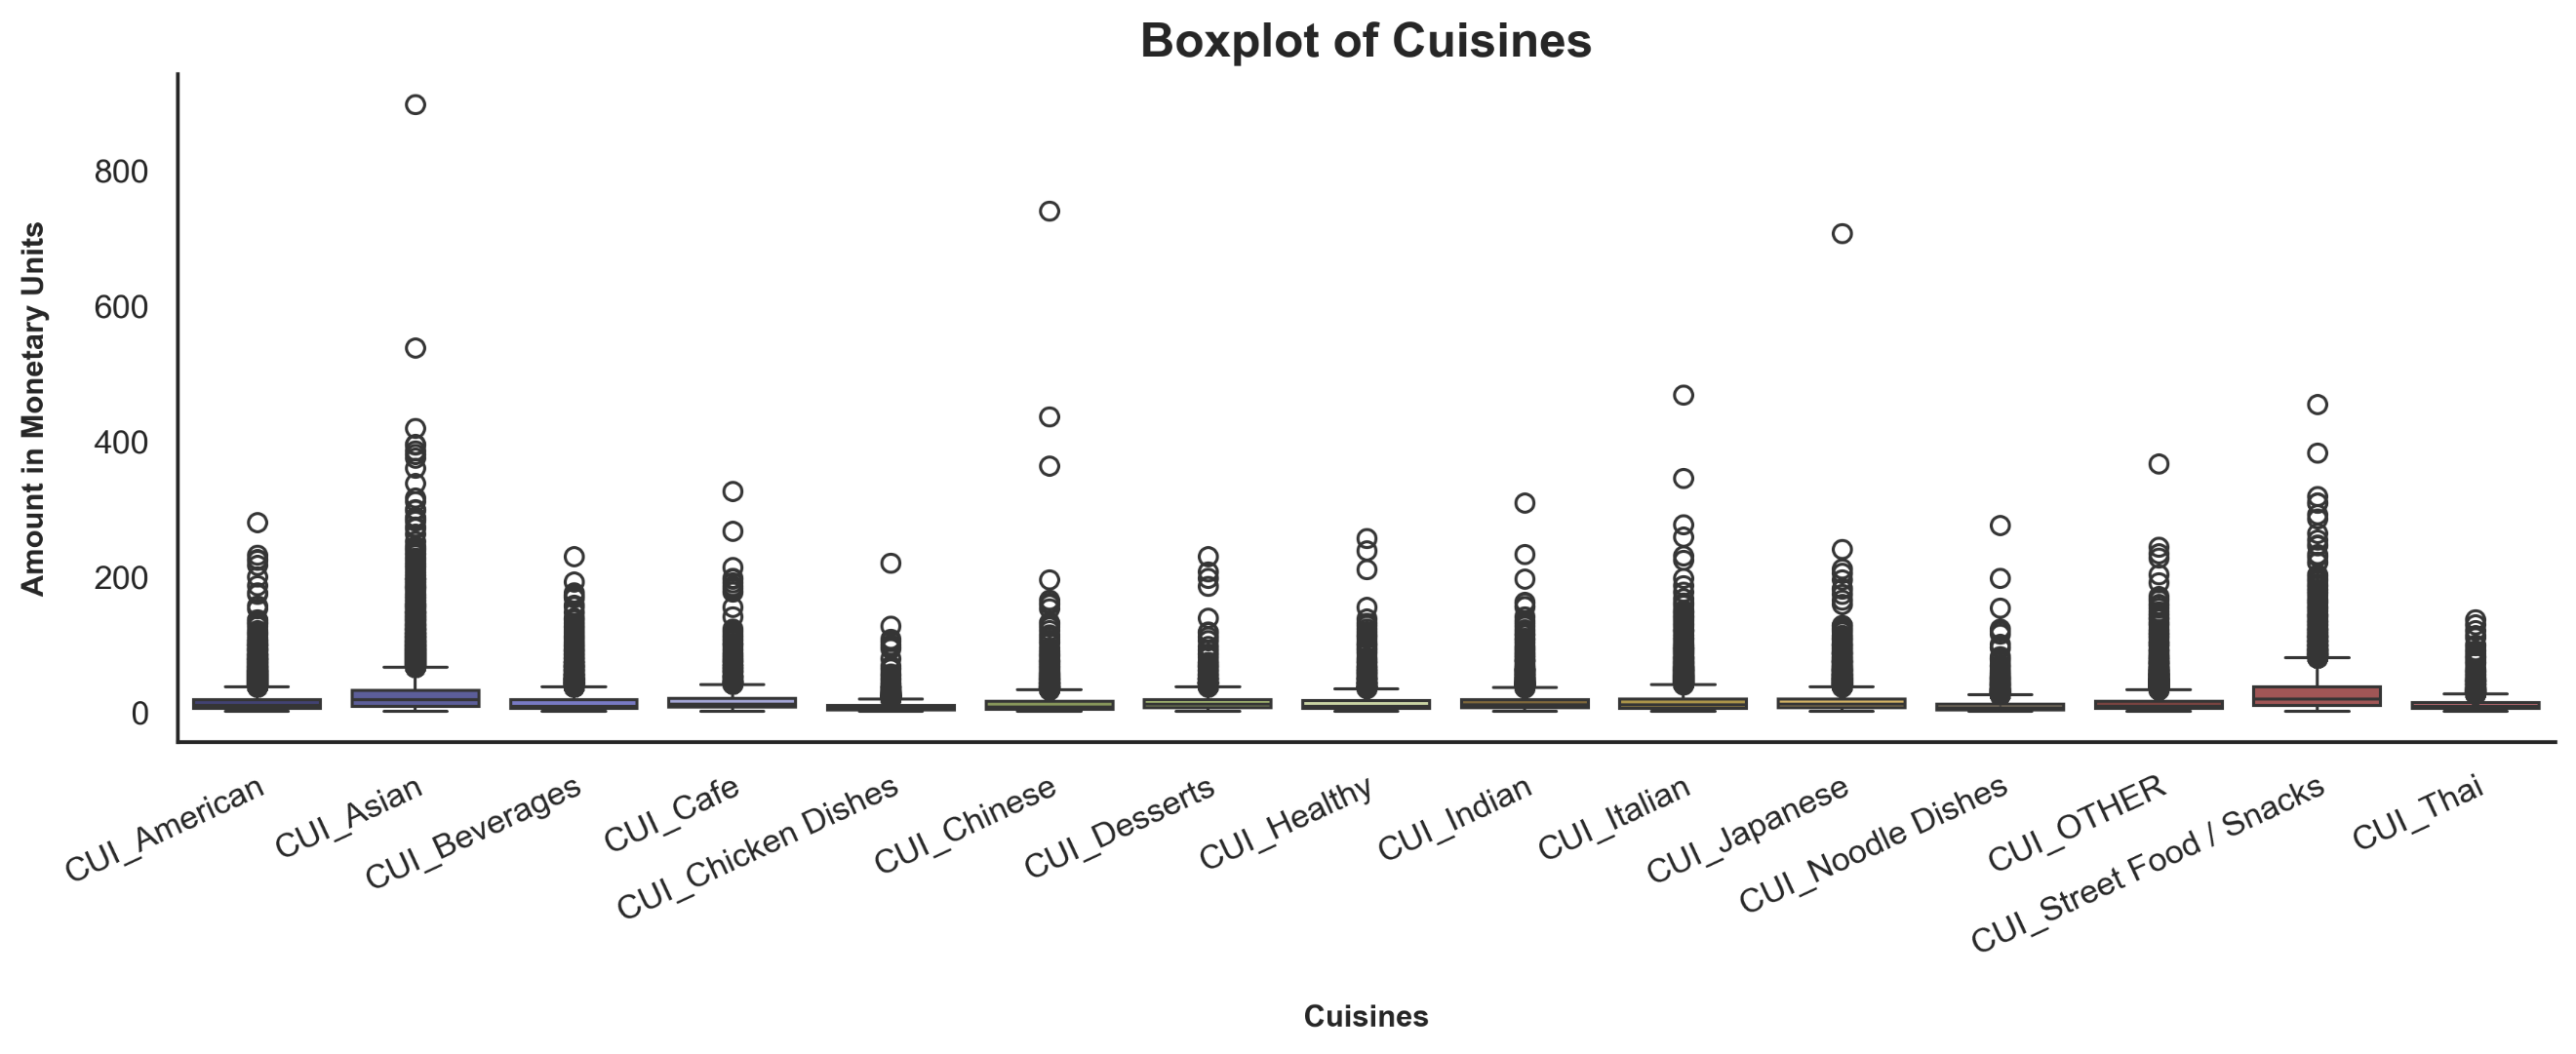 Boxplot of Cuisines
Amount in Monetary Units
800
600
400
200
0
CUI_American
CUI_Asian
CUI_Beverages
CUI_Cafe
CUI_Chicken Dishes
CUI_Chinese
CUI_Desserts
CUI_Healthy
CUI_Indian
CUI_Italian
CUI_Japanese
CUI_Noodle Dishes
CUI_OTHER
CUI_Street Food / Snacks
CUI_Thai
Cuisines